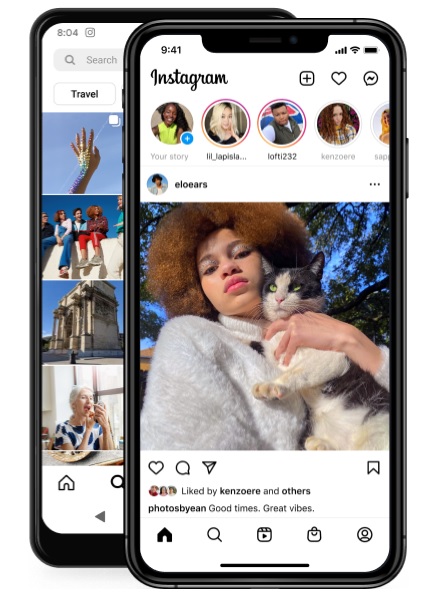 8:04
Search
Travel
9:41
Instagram
Your story
lil_lapisla...
lofti232
kenzoere
sapp
eloears
Liked by kenzoere and others
photosbyean Good times. Great vibes.